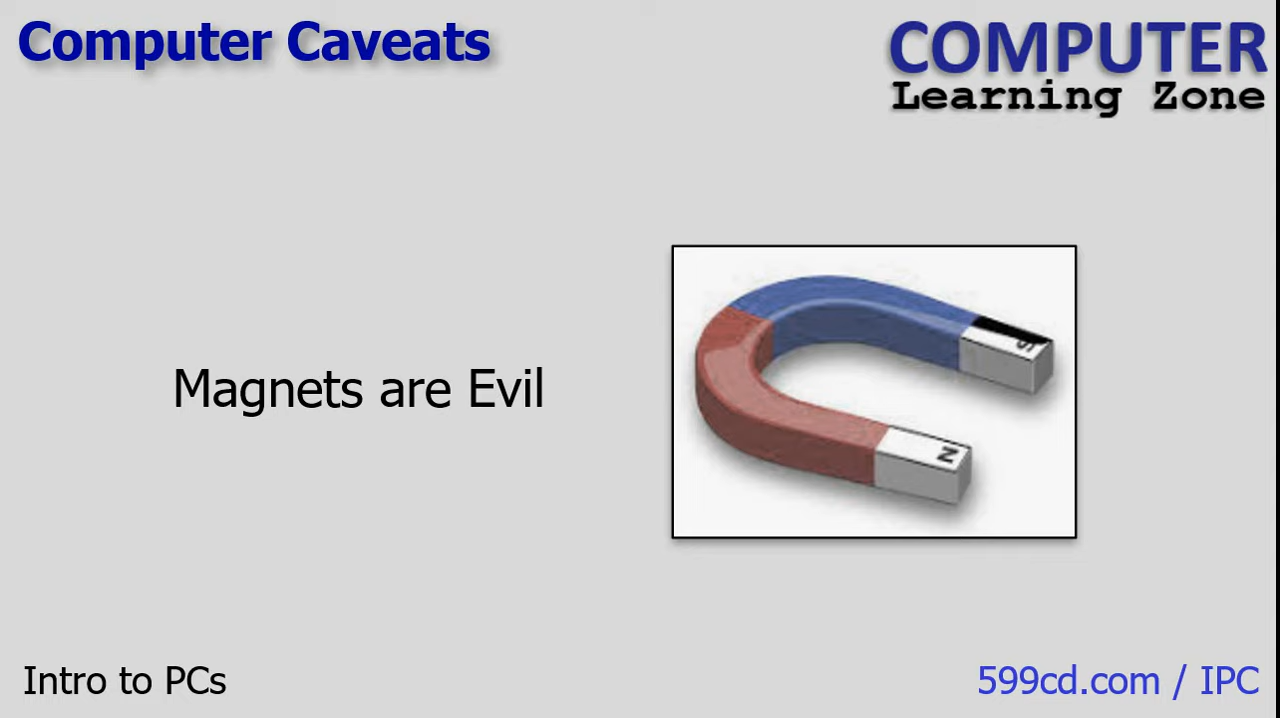 Computer Caveats
COMPUTER
Learning Zone
Magnets are Evil
S
N
Intro to PCs
599cd.com / IPC